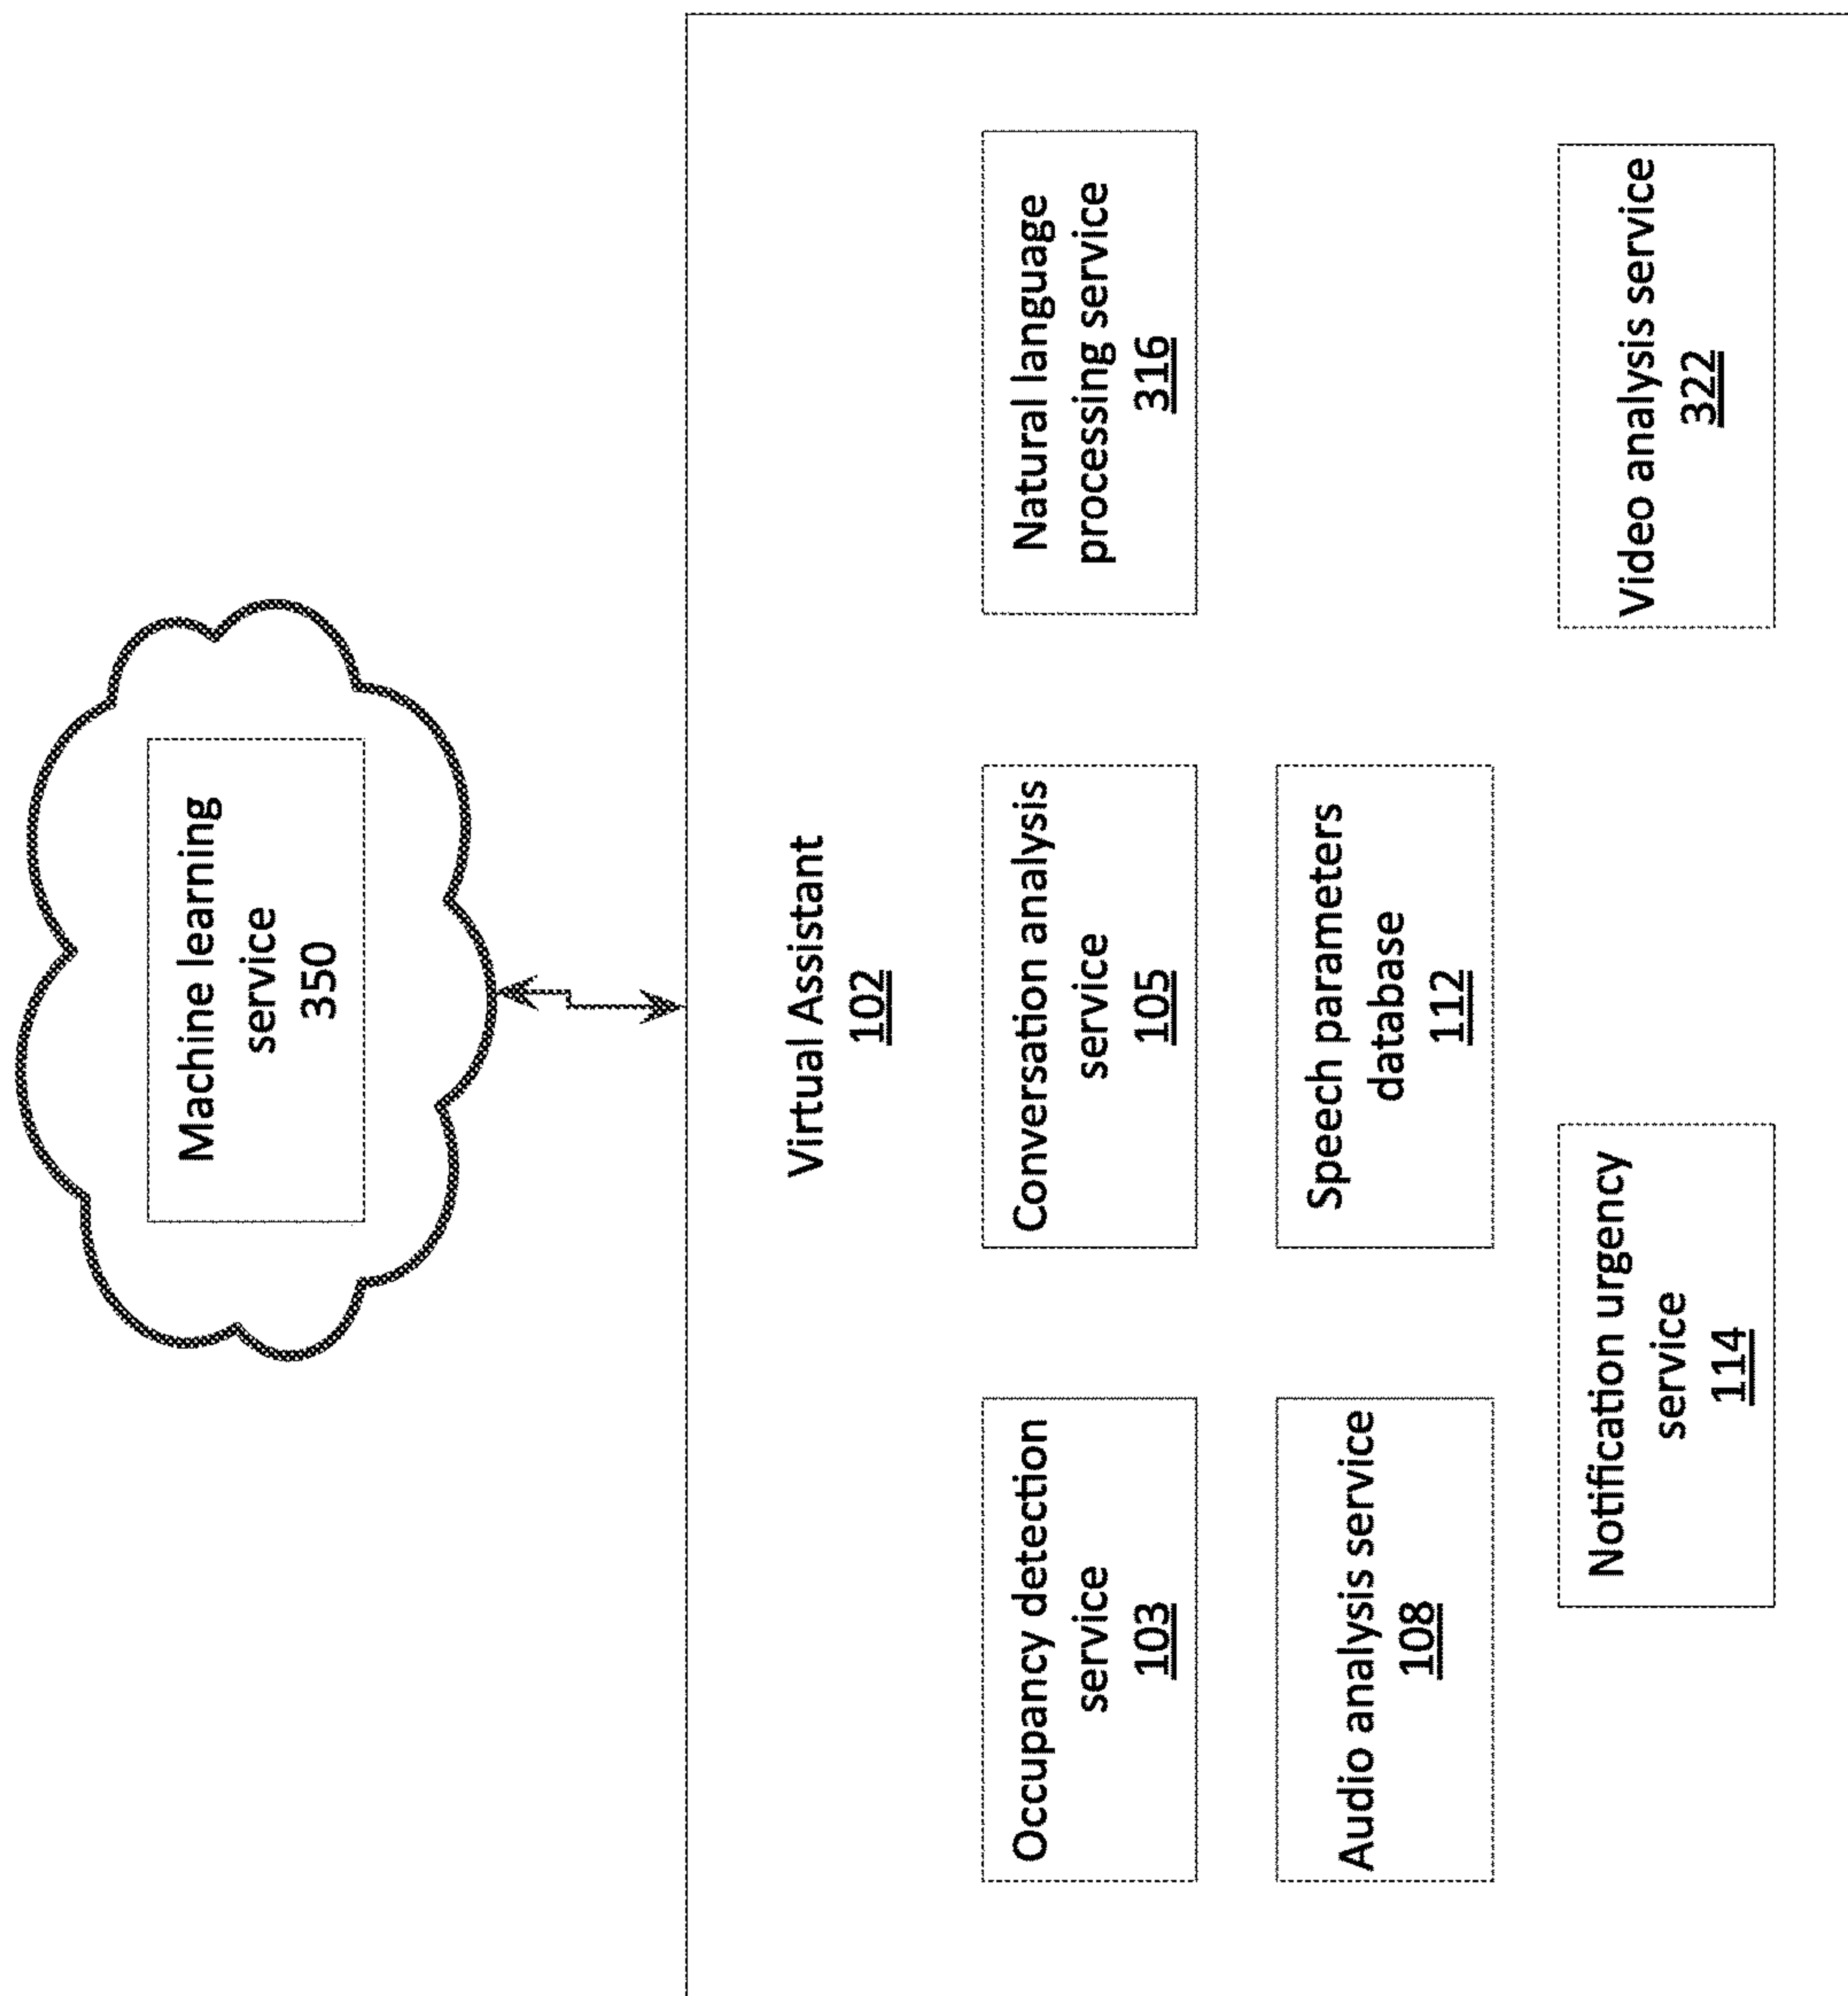 Machine learning
service
350
Virtual Assistant
102
Occupancy detection
service
103
Conversation analysis
service
105
Natural language
processing service
316
Audio analysis service
108
Speech parameters
database
112
Notification urgency
service
114
Video analysis service
322